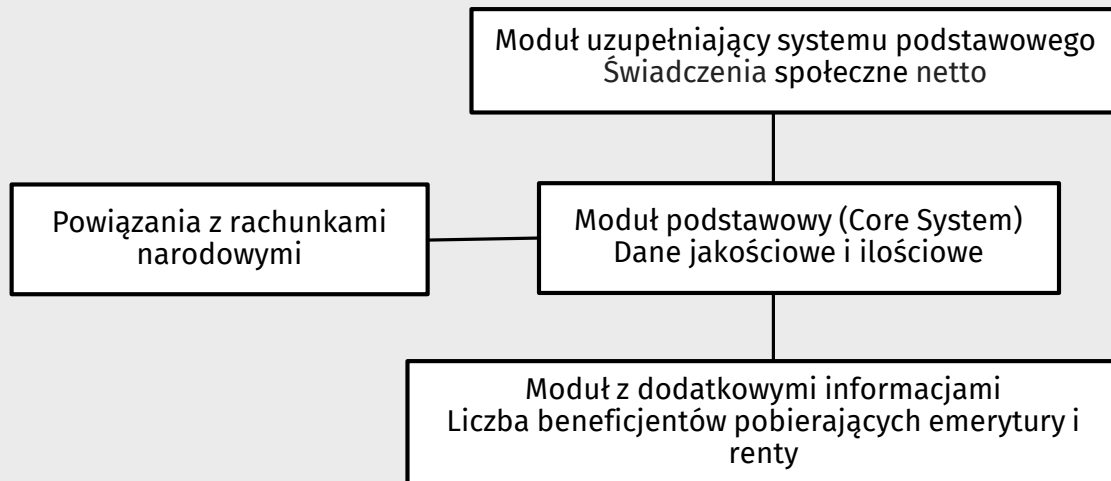 Moduł uzupełniający systemu podstawowego
Świadczenia społeczne netto
Powiązania z rachunkami
narodowymi
Moduł podstawowy (Core System)
Dane jakościowe i ilościowe
Moduł z dodatkowymi informacjami
Liczba beneficjentów pobierających emerytury i
renty